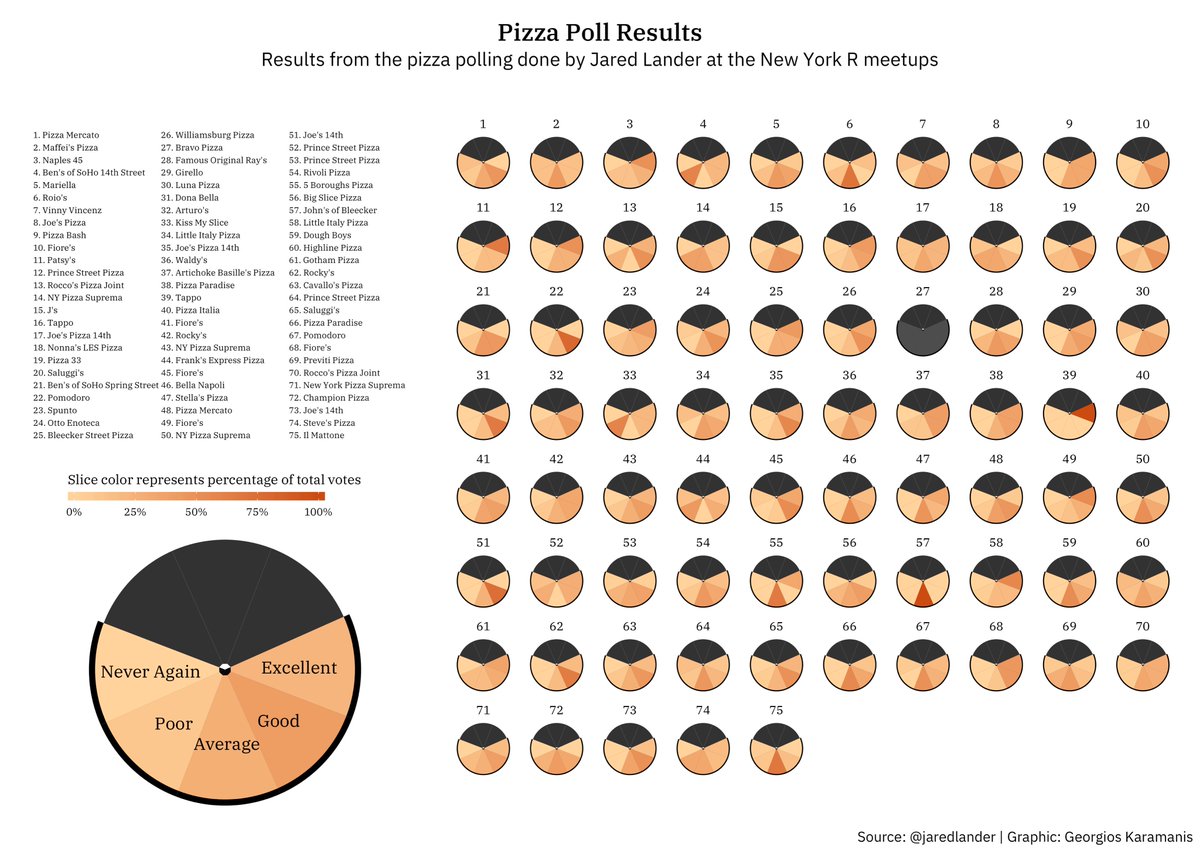 Pizza Poll Results
Results from the pizza polling done by Jared Lander at the New York R meetups
1. Pizza Mercato
2. Maffei's Pizza
3. Naples 45
4. Ben's of SoHo 14th Street
5. Mariella
6. Roio's
7. Vinny Vincenz
8. Joe's Pizza
9. Pizza Bash
10. Fiore's
11. Patsy's
12. Prince Street Pizza
13. Rocco's Pizza Joint
14. NY Pizza Suprema
15. J's
16. Tappo
17. Joe's Pizza 14th
18. Nonna's LES Pizza
19. Pizza 33
20. Saluggi's
21. Ben's of SoHo Spring Street
22. Pomodoro
23. Spunto
24. Otto Enoteca
25. Bleecker Street Pizza
26. Williamsburg Pizza
27. Bravo Pizza
28. Famous Original Ray's
29. Girello
30. Luna Pizza
31. Dona Bella
32. Arturo's
33. Kiss My Slice
34. Little Italy Pizza
35. Joe's Pizza 14th
36. Waldy's
37. Artichoke Basille's Pizza
38. Pizza Paradise
39. Tappo
40. Pizza Italia
41. Fiore's
42. Rocky's
43. NY Pizza Suprema
44. Frank's Express Pizza
45. Fiore's
46. Bella Napoli
47. Stella's Pizza
48. Pizza Mercato
49. Fiore's
50. NY Pizza Suprema
51. Joe's 14th
52. Prince Street Pizza
53. Prince Street Pizza
54. Rivoli Pizza
55. 5 Boroughs Pizza
56. Big Slice Pizza
57. John's of Bleecker
58. Little Italy Pizza
59. Dough Boys
60. Highline Pizza
61. Gotham Pizza
62. Rocky's
63. Cavallo's Pizza
64. Prince Street Pizza
65. Saluggi's
66. Pizza Paradise
67. Pomodoro
68. Fiore's
69. Previti Pizza
70. Rocco's Pizza Joint
71. New York Pizza Suprema
72. Champion Pizza
73. Joe's 14th
74. Steve's Pizza
75. Il Mattone
Slice color represents percentage of total votes
0% 25% 50% 75% 100%
Never Again
Excellent
Poor
Good
Average
1 2 3 4 5 6 7 8 9 10
11 12 13 14 15 16 17 18 19 20
21 22 23 24 25 26 27 28 29 30
31 32 33 34 35 36 37 38 39 40
41 42 43 44 45 46 47 48 49 50
51 52 53 54 55 56 57 58 59 60
61 62 63 64 65 66 67 68 69 70
71 72 73 74 75
Source: @jaredlander | Graphic: Georgios Karamanis